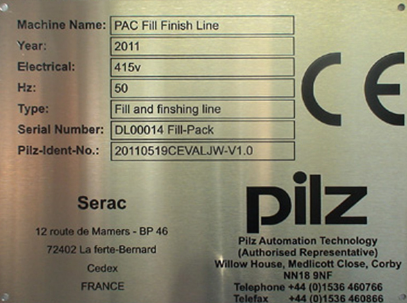 Machine Name: PAC Fill Finish Line
Year: 2011
Electrical: 415v
Hz: 50
Type: Fill and finshing line
Serial Number: DL00014 Fill-Pack
Pilz-Ident-No.: 20110519CEVALJW-V1.0
CE
Serac
12 route de Mamers - BP 46
72402 La ferte-Bernard
Cedex
FRANCE
pilz
Pilz Automation Technology
(Authorised Representative)
Willow House, Medlicott Close, Corby
NN18 9NF
Telephone +44 (0)1536 460766
Telefax +44 (0)1536 460866